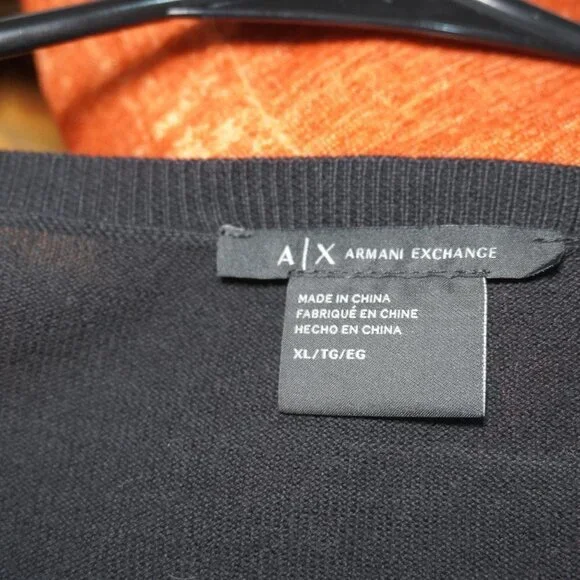 A|X ARMANI EXCHANGE
MADE IN CHINA
FABRIQUÉ EN CHINE
HECHO EN CHINA
XL/TG/EG